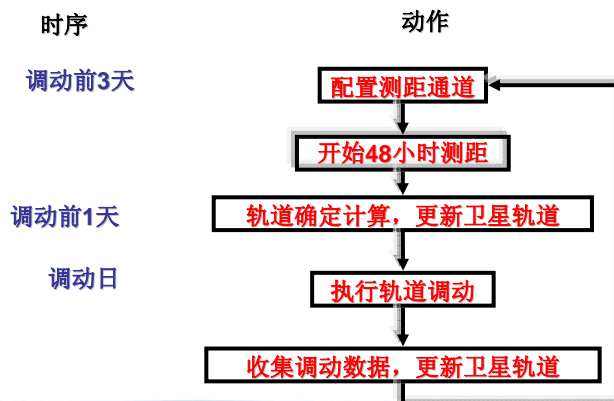 时序 动作
调动前3天 配置测距通道
开始48小时测距
调动前1天 轨道确定计算，更新卫星轨道
调动日 执行轨道调动
收集调动数据，更新卫星轨道